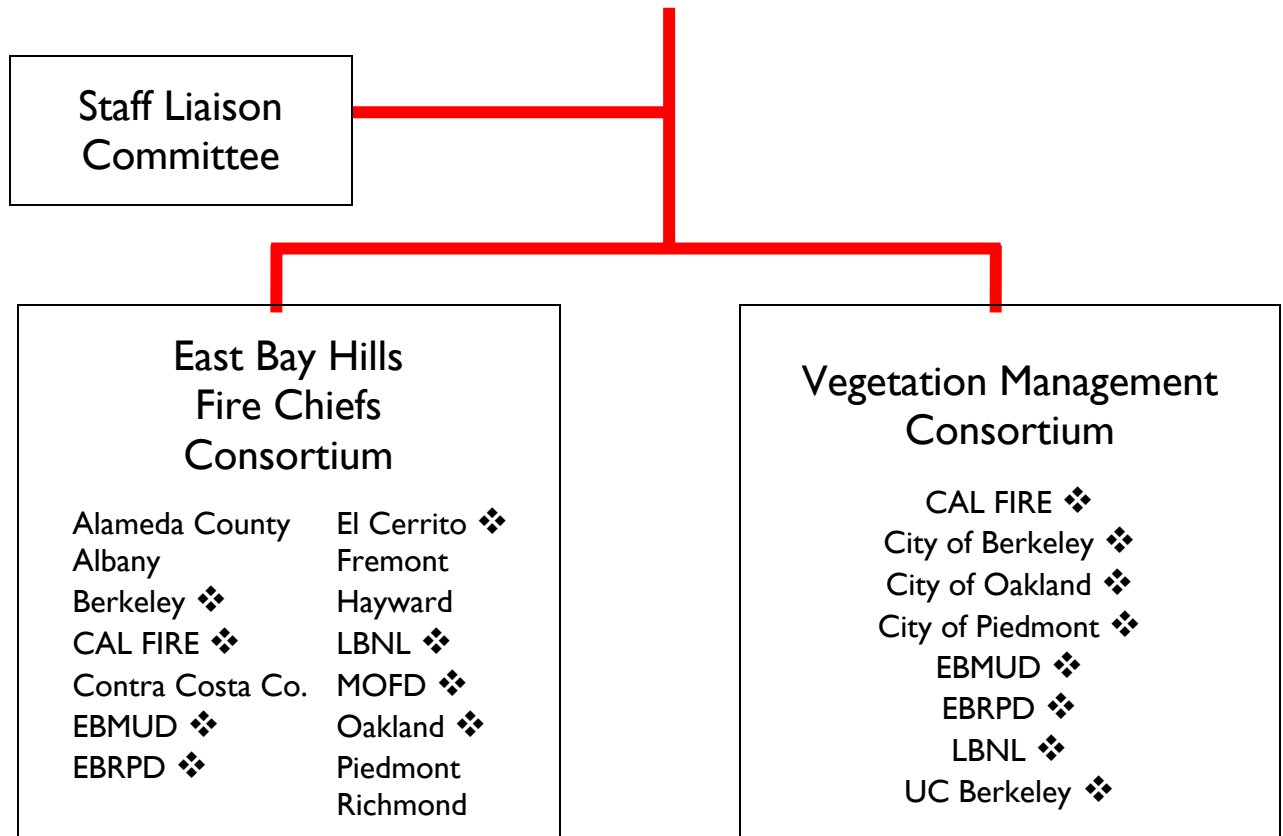 Staff Liaison
Committee
East Bay Hills
Fire Chiefs
Consortium
Alameda County
Albany
Berkeley ❖
CAL FIRE ❖
Contra Costa Co.
EBMUD ❖
EBRPD ❖
El Cerrito ❖
Fremont
Hayward
LBNL ❖
MOFD ❖
Oakland ❖
Piedmont
Richmond
Vegetation Management
Consortium
CAL FIRE ❖
City of Berkeley ❖
City of Oakland ❖
City of Piedmont ❖
EBMUD ❖
EBRPD ❖
LBNL ❖
UC Berkeley ❖